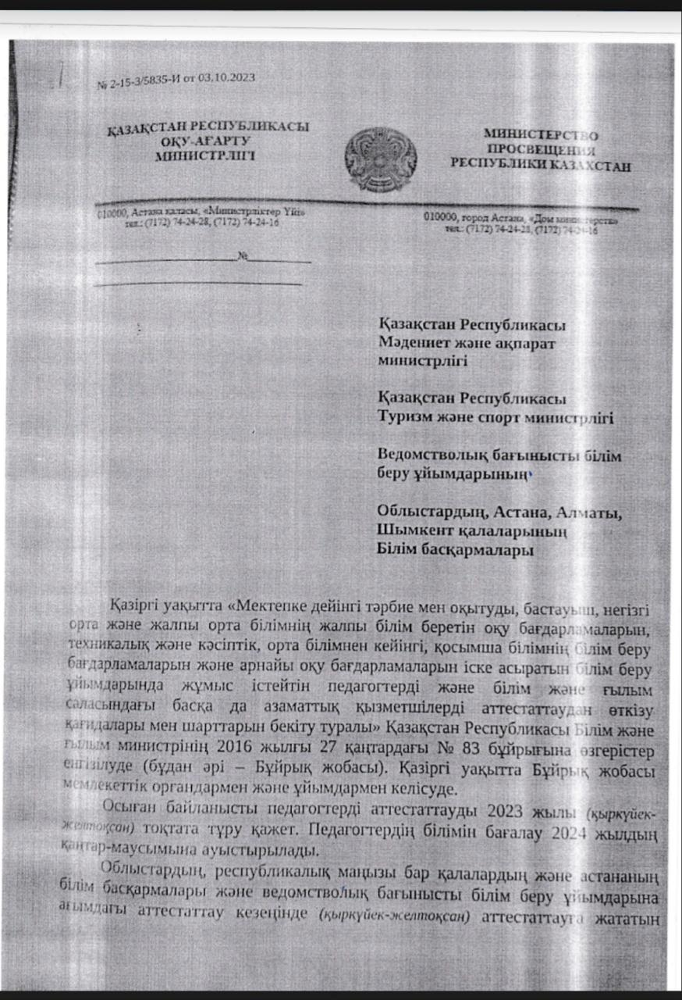 № 2-15-3/5835-И от 03.10.2023
ҚАЗАҚСТАН РЕСПУБЛИКАСЫ
ОҚУ-АҒАРТУ
МИНИСТРЛІГІ
МИНИСТЕРСТВО
ПРОСВЕЩЕНИЯ
РЕСПУБЛИКИ КАЗАХСТАН
010000, Астана қаласы, «Министрліктер Үйі»
тел.: (7172) 74-24-28, (7172) 74-24-16
010000, город Астана, «Дом министерств»
тел.: (7172) 74-24-28, (7172) 74-24-16
№
Қазақстан Республикасы
Мәдениет және ақпарат
министрлігі
Қазақстан Республикасы
Туризм және спорт министрлігі
Ведомстволық бағынысты білім
беру ұйымдарының
Облыстардың, Астана, Алматы,
Шымкент қалаларының
Білім басқармалары
Қазіргі уақытта «Мектепке дейінгі тәрбие мен оқытуды, бастауыш, негізгі
орта және жалпы орта білімнің жалпы білім беретін оқу бағдарламаларын,
техникалық және кәсіптік, орта білімнен кейінгі, қосымша білімнің білім беру
бағдарламаларын және арнайы оқу бағдарламаларын іске асыратын білім беру
ұйымдарында жұмыс істейтін педагогтерді және білім және ғылым
саласындағы басқа да азаматтық қызметшілерді аттестаттаудан өткізу
қағидалары мен шарттарын бекіту туралы» Қазақстан Республикасы Білім және
ғылым министрінің 2016 жылғы 27 қаңтардағы № 83 бұйрығына өзгерістер
енгізілуде (бұдан әрі – Бұйрық жобасы). Қазіргі уақытта Бұйрық жобасы
мемлекеттік органдармен және ұйымдармен келісуде.
Осыған байланысты педагогтерді аттестаттауды 2023 жылы (қыркүйек-
желтоқсан) тоқтата тұру қажет. Педагогтердің білімін бағалау 2024 жылдың
қаңтар-маусымына ауыстырылады.
Облыстардың, республикалық маңызы бар қалалардың және астананың
білім басқармалары және ведомстволық бағынысты білім беру ұйымдарына
ағымдағы аттестаттау кезеңінде (қыркүйек-желтоқсан) аттестаттауға жататын